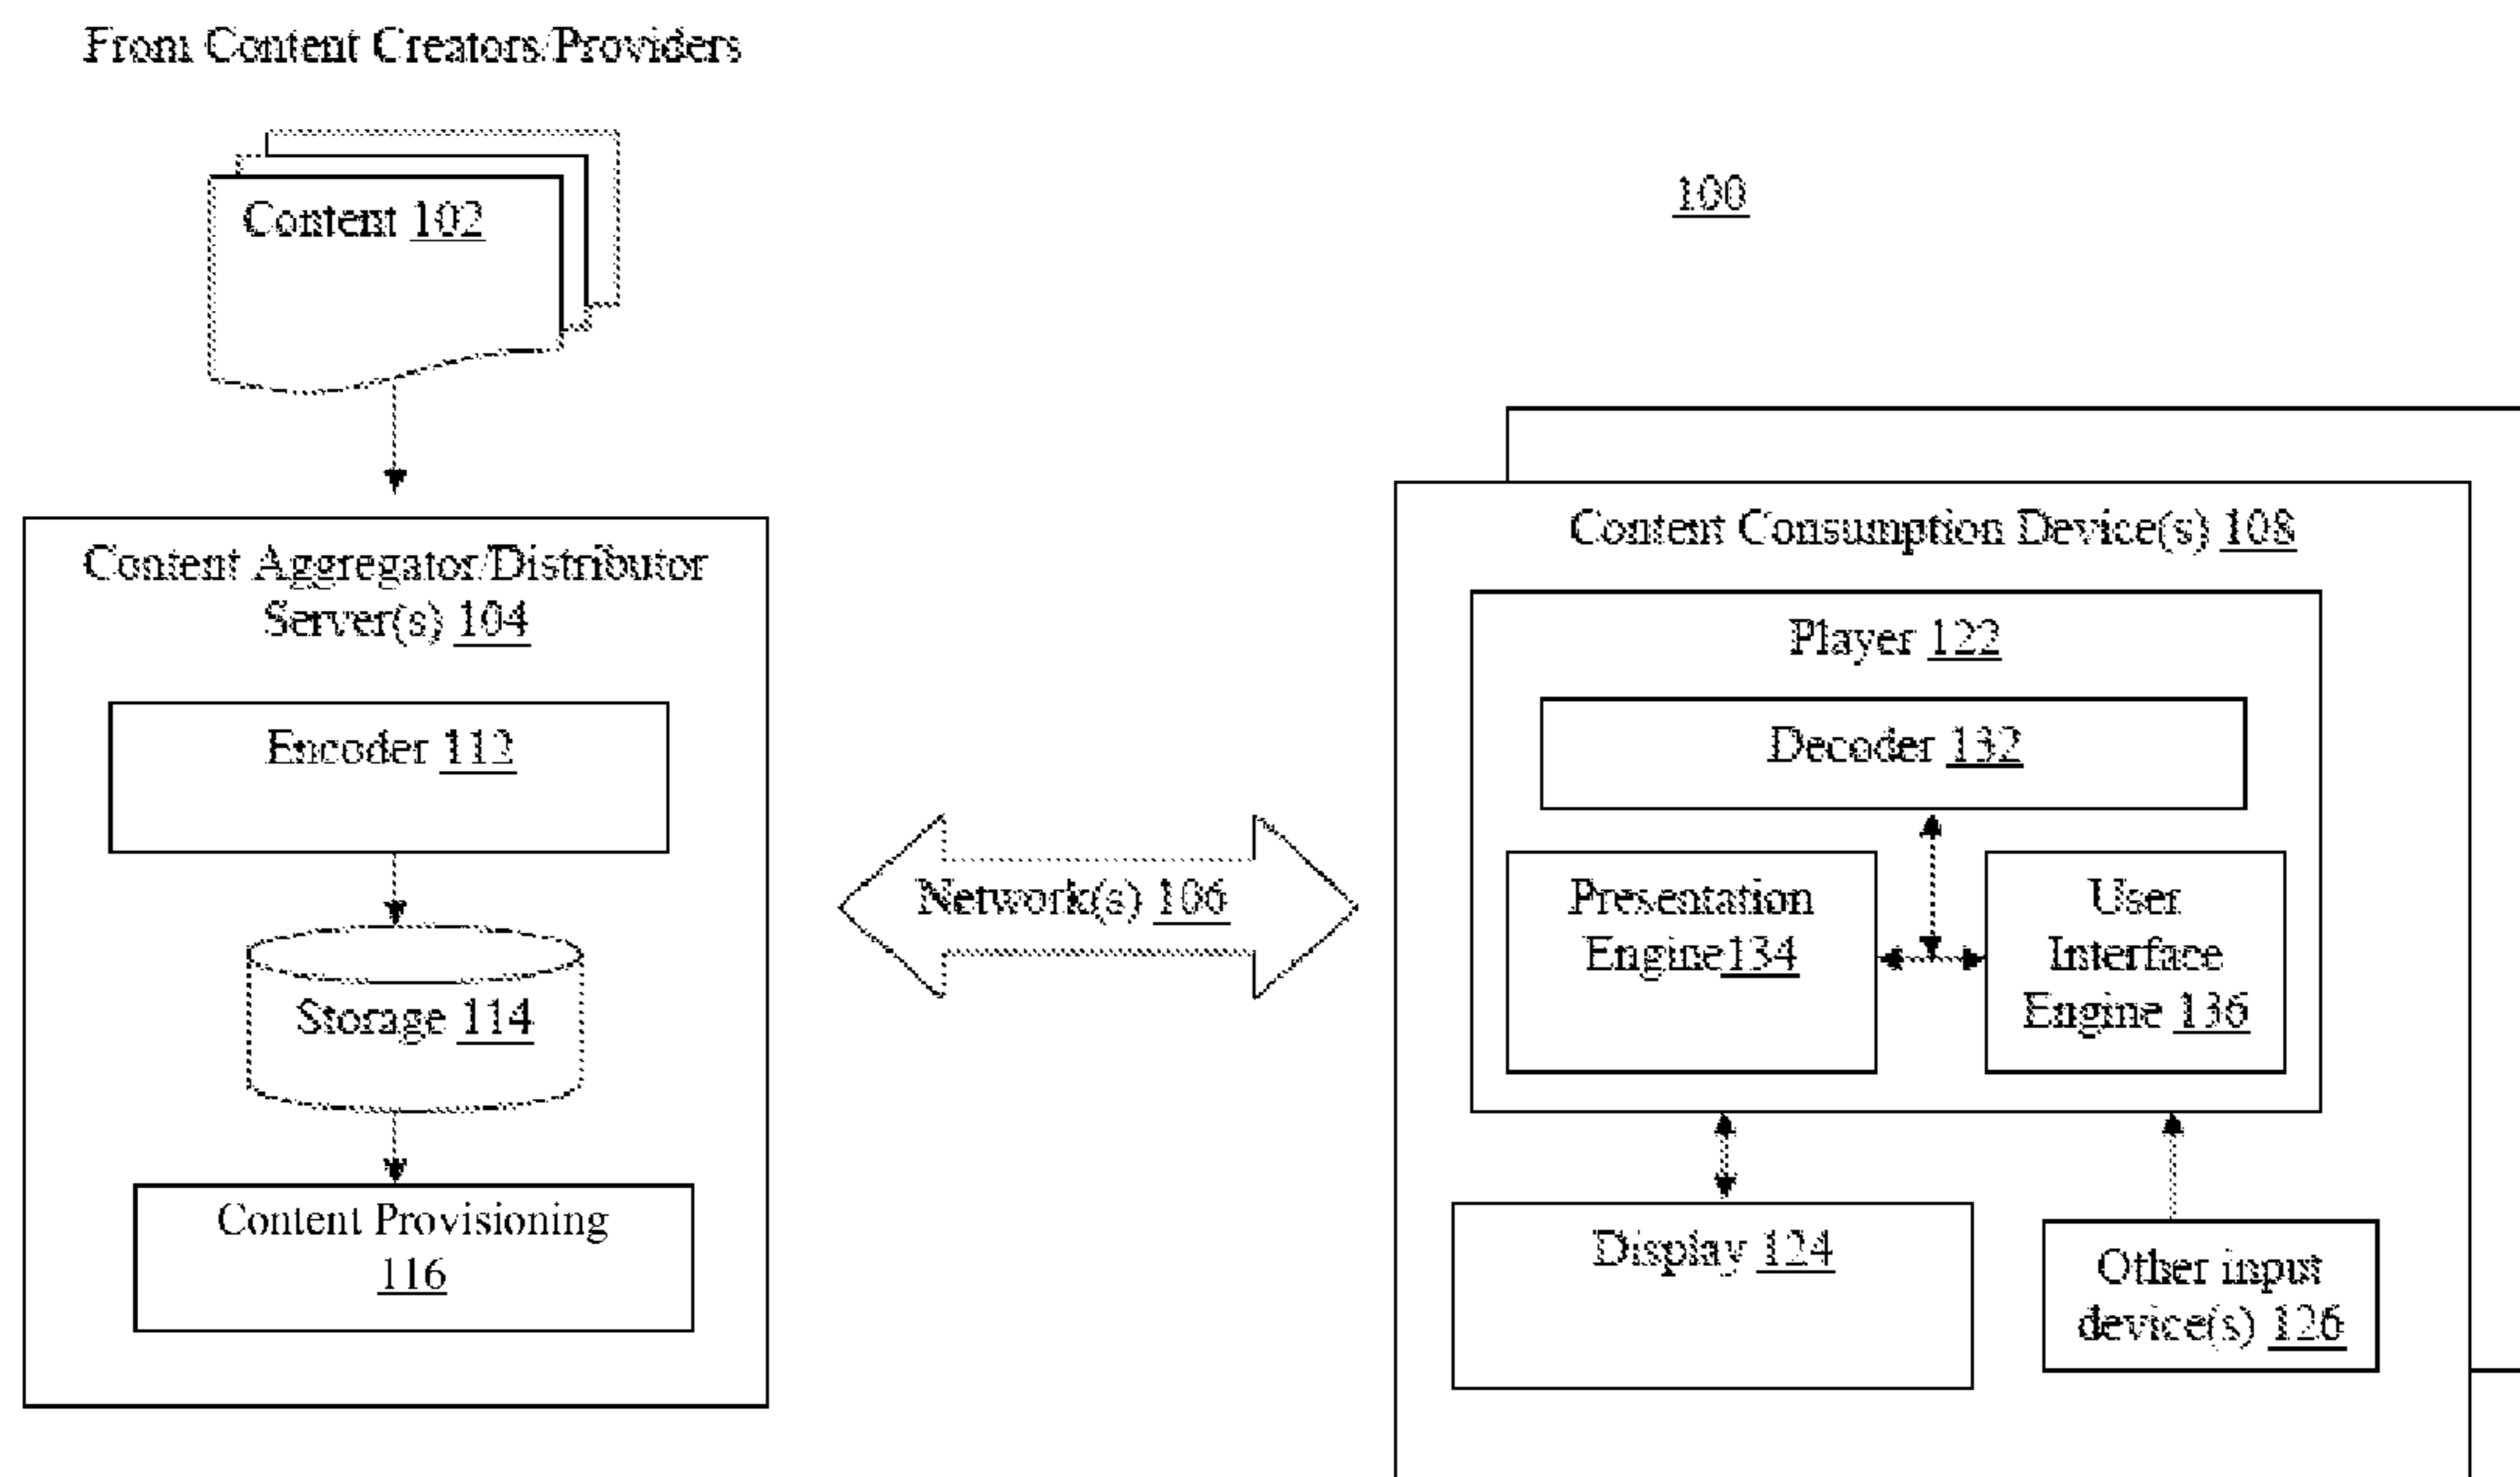 From Content Creators/Providers
Content 102
100
Content Aggregator/Distributor
Server(s) 104
Encoder 112
Storage 114
Content Provisioning
116
Network(s) 106
Content Consumption Device(s) 108
Player 122
Decoder 132
Presentation
Engine134
User
Interface
Engine 136
Display 124
Other input
device(s) 126